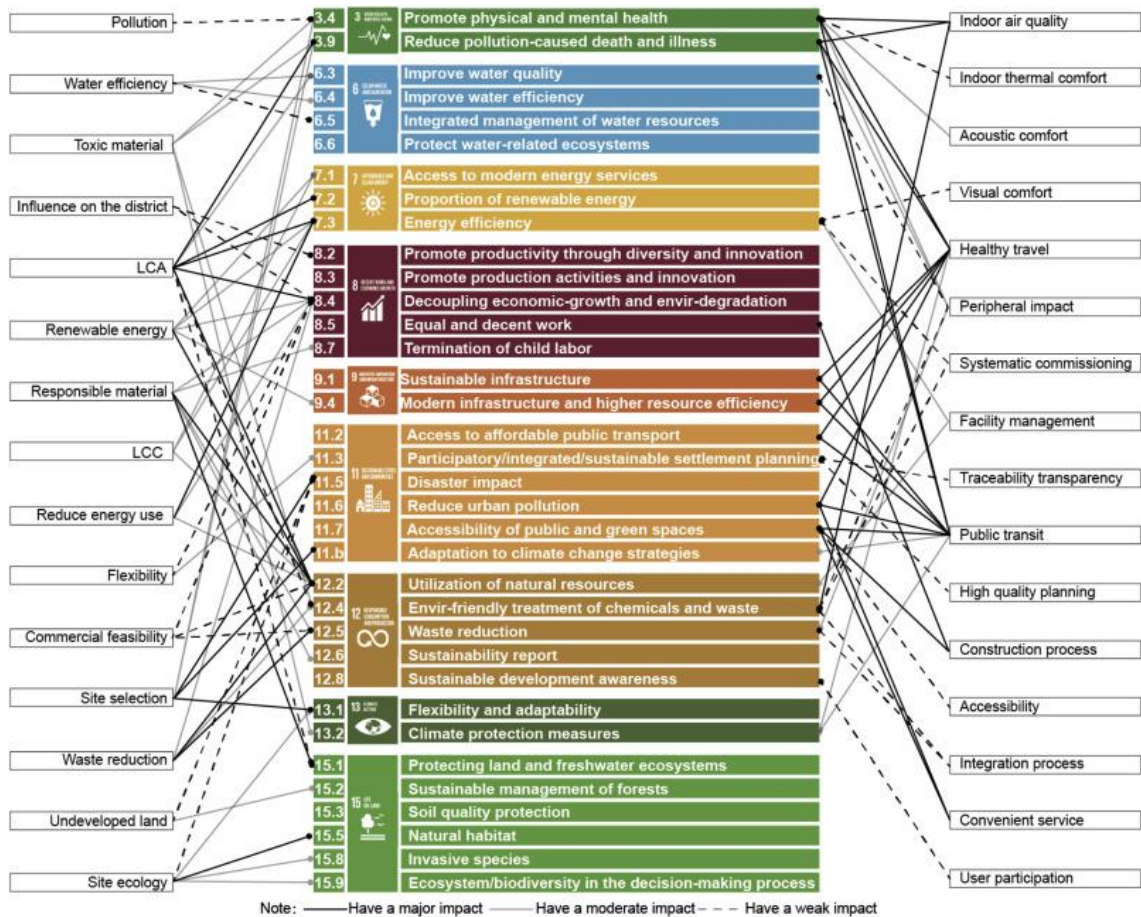 Pollution
Water efficiency
Toxic material
Influence on the district
LCA
Renewable energy
Responsible material
LCC
Reduce energy use
Flexibility
Commercial feasibility
Site selection
Waste reduction
Undeveloped land
Site ecology
3
3.4 Promote physical and mental health
3.9 Reduce pollution-caused death and illness
6
6.3 Improve water quality
6.4 Improve water efficiency
6.5 Integrated management of water resources
6.6 Protect water-related ecosystems
7
7.1 Access to modern energy services
7.2 Proportion of renewable energy
7.3 Energy efficiency
8
8.2 Promote productivity through diversity and innovation
8.3 Promote production activities and innovation
8.4 Decoupling economic-growth and envir-degradation
8.5 Equal and decent work
8.7 Termination of child labor
9
9.1 Sustainable infrastructure
9.4 Modern infrastructure and higher resource efficiency
11
11.2 Access to affordable public transport
11.3 Participatory/integrated/sustainable settlement planning
11.5 Disaster impact
11.6 Reduce urban pollution
11.7 Accessibility of public and green spaces
11.b Adaptation to climate change strategies
12
12.2 Utilization of natural resources
12.4 Envir-friendly treatment of chemicals and waste
12.5 Waste reduction
12.6 Sustainability report
12.8 Sustainable development awareness
13 CLIMATE ACTION
13.1 Flexibility and adaptability
13.2 Climate protection measures
15 LIFE ON LAND
15.1 Protecting land and freshwater ecosystems
15.2 Sustainable management of forests
15.3 Soil quality protection
15.5 Natural habitat
15.8 Invasive species
15.9 Ecosystem/biodiversity in the decision-making process
Indoor air quality
Indoor thermal comfort
Acoustic comfort
Visual comfort
Healthy travel
Peripheral impact
Systematic commissioning
Facility management
Traceability transparency
Public transit
High quality planning
Construction process
Accessibility
Integration process
Convenient service
User participation
Note: Have a major impact Have a moderate impact Have a weak impact